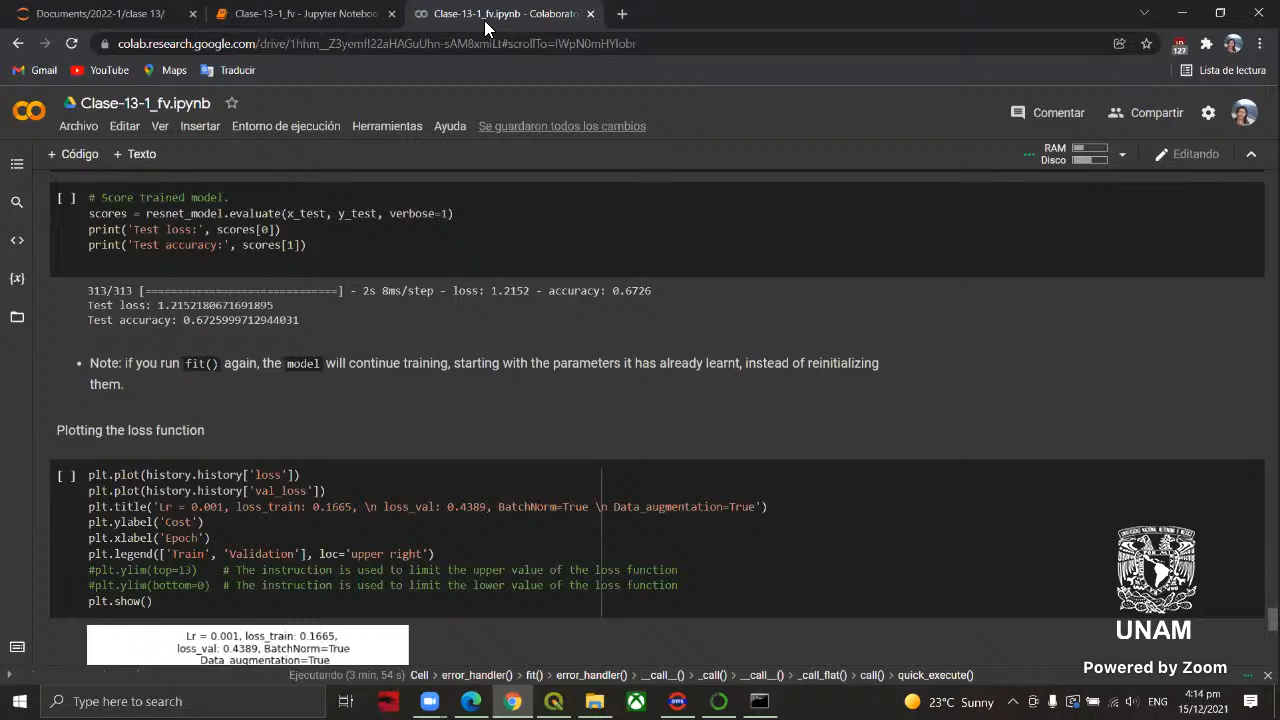 Documents/2022-1/clase 13/
Clase-13-1_fv - Jupyter Noteboo
Clase-13-1_fv.ipynb - Colaborato
colab.research.google.com/drive/1hhm__Z3yemfl22aHAGuUhn-sAM8xmiLt#scrollTo=IWpN0mHYlobr
127
Gmail
YouTube
Maps
Traducir
Lista de lectura
Clase-13-1_fv.ipynb
Comentar
Compartir
Archivo Editar Ver Insertar Entorno de ejecución Herramientas Ayuda Se guardaron todos los cambios
+ Código + Texto
RAM
Disco
Editando
[ ] # Score trained model.
scores = resnet_model.evaluate(x_test, y_test, verbose=1)
print('Test loss:', scores[0])
print('Test accuracy:', scores[1])
313/313 [==============================] - 2s 8ms/step - loss: 1.2152 - accuracy: 0.6726
Test loss: 1.2152180671691895
Test accuracy: 0.6725999712944031
• Note: if you run fit() again, the model will continue training, starting with the parameters it has already learnt, instead of reinitializing
them.
Plotting the loss function
[ ] plt.plot(history.history['loss'])
plt.plot(history.history['val_loss'])
plt.title('Lr = 0.001, loss_train: 0.1665, \n loss_val: 0.4389, BatchNorm=True \n Data_augmentation=True')
plt.ylabel('Cost')
plt.xlabel('Epoch')
plt.legend(['Train', 'Validation'], loc='upper right')
#plt.ylim(top=13) # The instruction is used to limit the upper value of the loss function
#plt.ylim(bottom=0) # The instruction is used to limit the lower value of the loss function
plt.show()
Lr = 0.001, loss_train: 0.1665,
loss_val: 0.4389, BatchNorm=True
Data_augmentation=True
UNAM
Powered by Zoom
Ejecutando (3 min, 54 s) Cell > error_handler() > fit() > error_handler() > __call__() > _call() > __call__() > _call_flat() > call() > quick_execute()
Type here to search
23°C Sunny
ENG
4:14 pm
15/12/2021